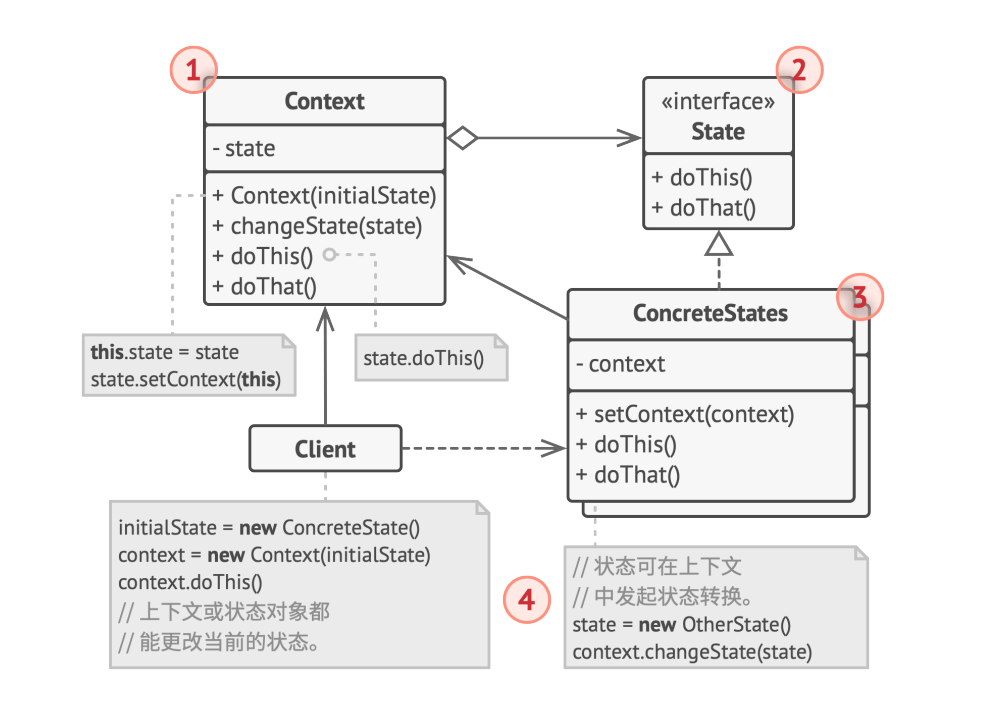 1
Context
- state
+ Context(initialState)
+ changeState(state)
+ doThis()
+ doThat()
2
«interface»
State
+ doThis()
+ doThat()
3
ConcreteStates
- context
+ setContext(context)
+ doThis()
+ doThat()
this.state = state
state.setContext(this)
state.doThis()
Client
initialState = new ConcreteState()
context = new Context(initialState)
context.doThis()
// 上下文或状态对象都
// 能更改当前的状态。
4
// 状态可在上下文
// 中发起状态转换。
state = new OtherState()
context.changeState(state)